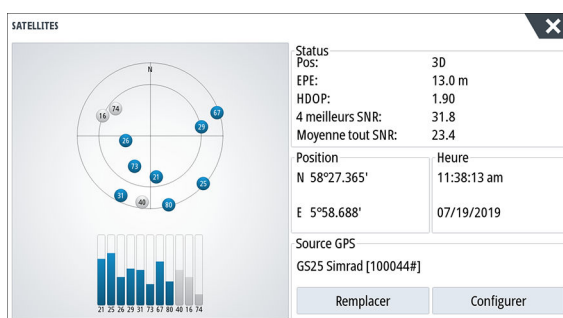 SATELLITES
N
74
16
67
29
26
73
21
25
31
40
80
21 25 26 29 31 73 67 80 40 16 74
Status
Pos: 3D
EPE: 13.0 m
HDOP: 1.90
4 meilleurs SNR: 31.8
Moyenne tout SNR: 23.4
Position
N 58°27.365'
E 5°58.688'
Heure
11:38:13 am
07/19/2019
Source GPS
GS25 Simrad [100044#]
Remplacer
Configurer